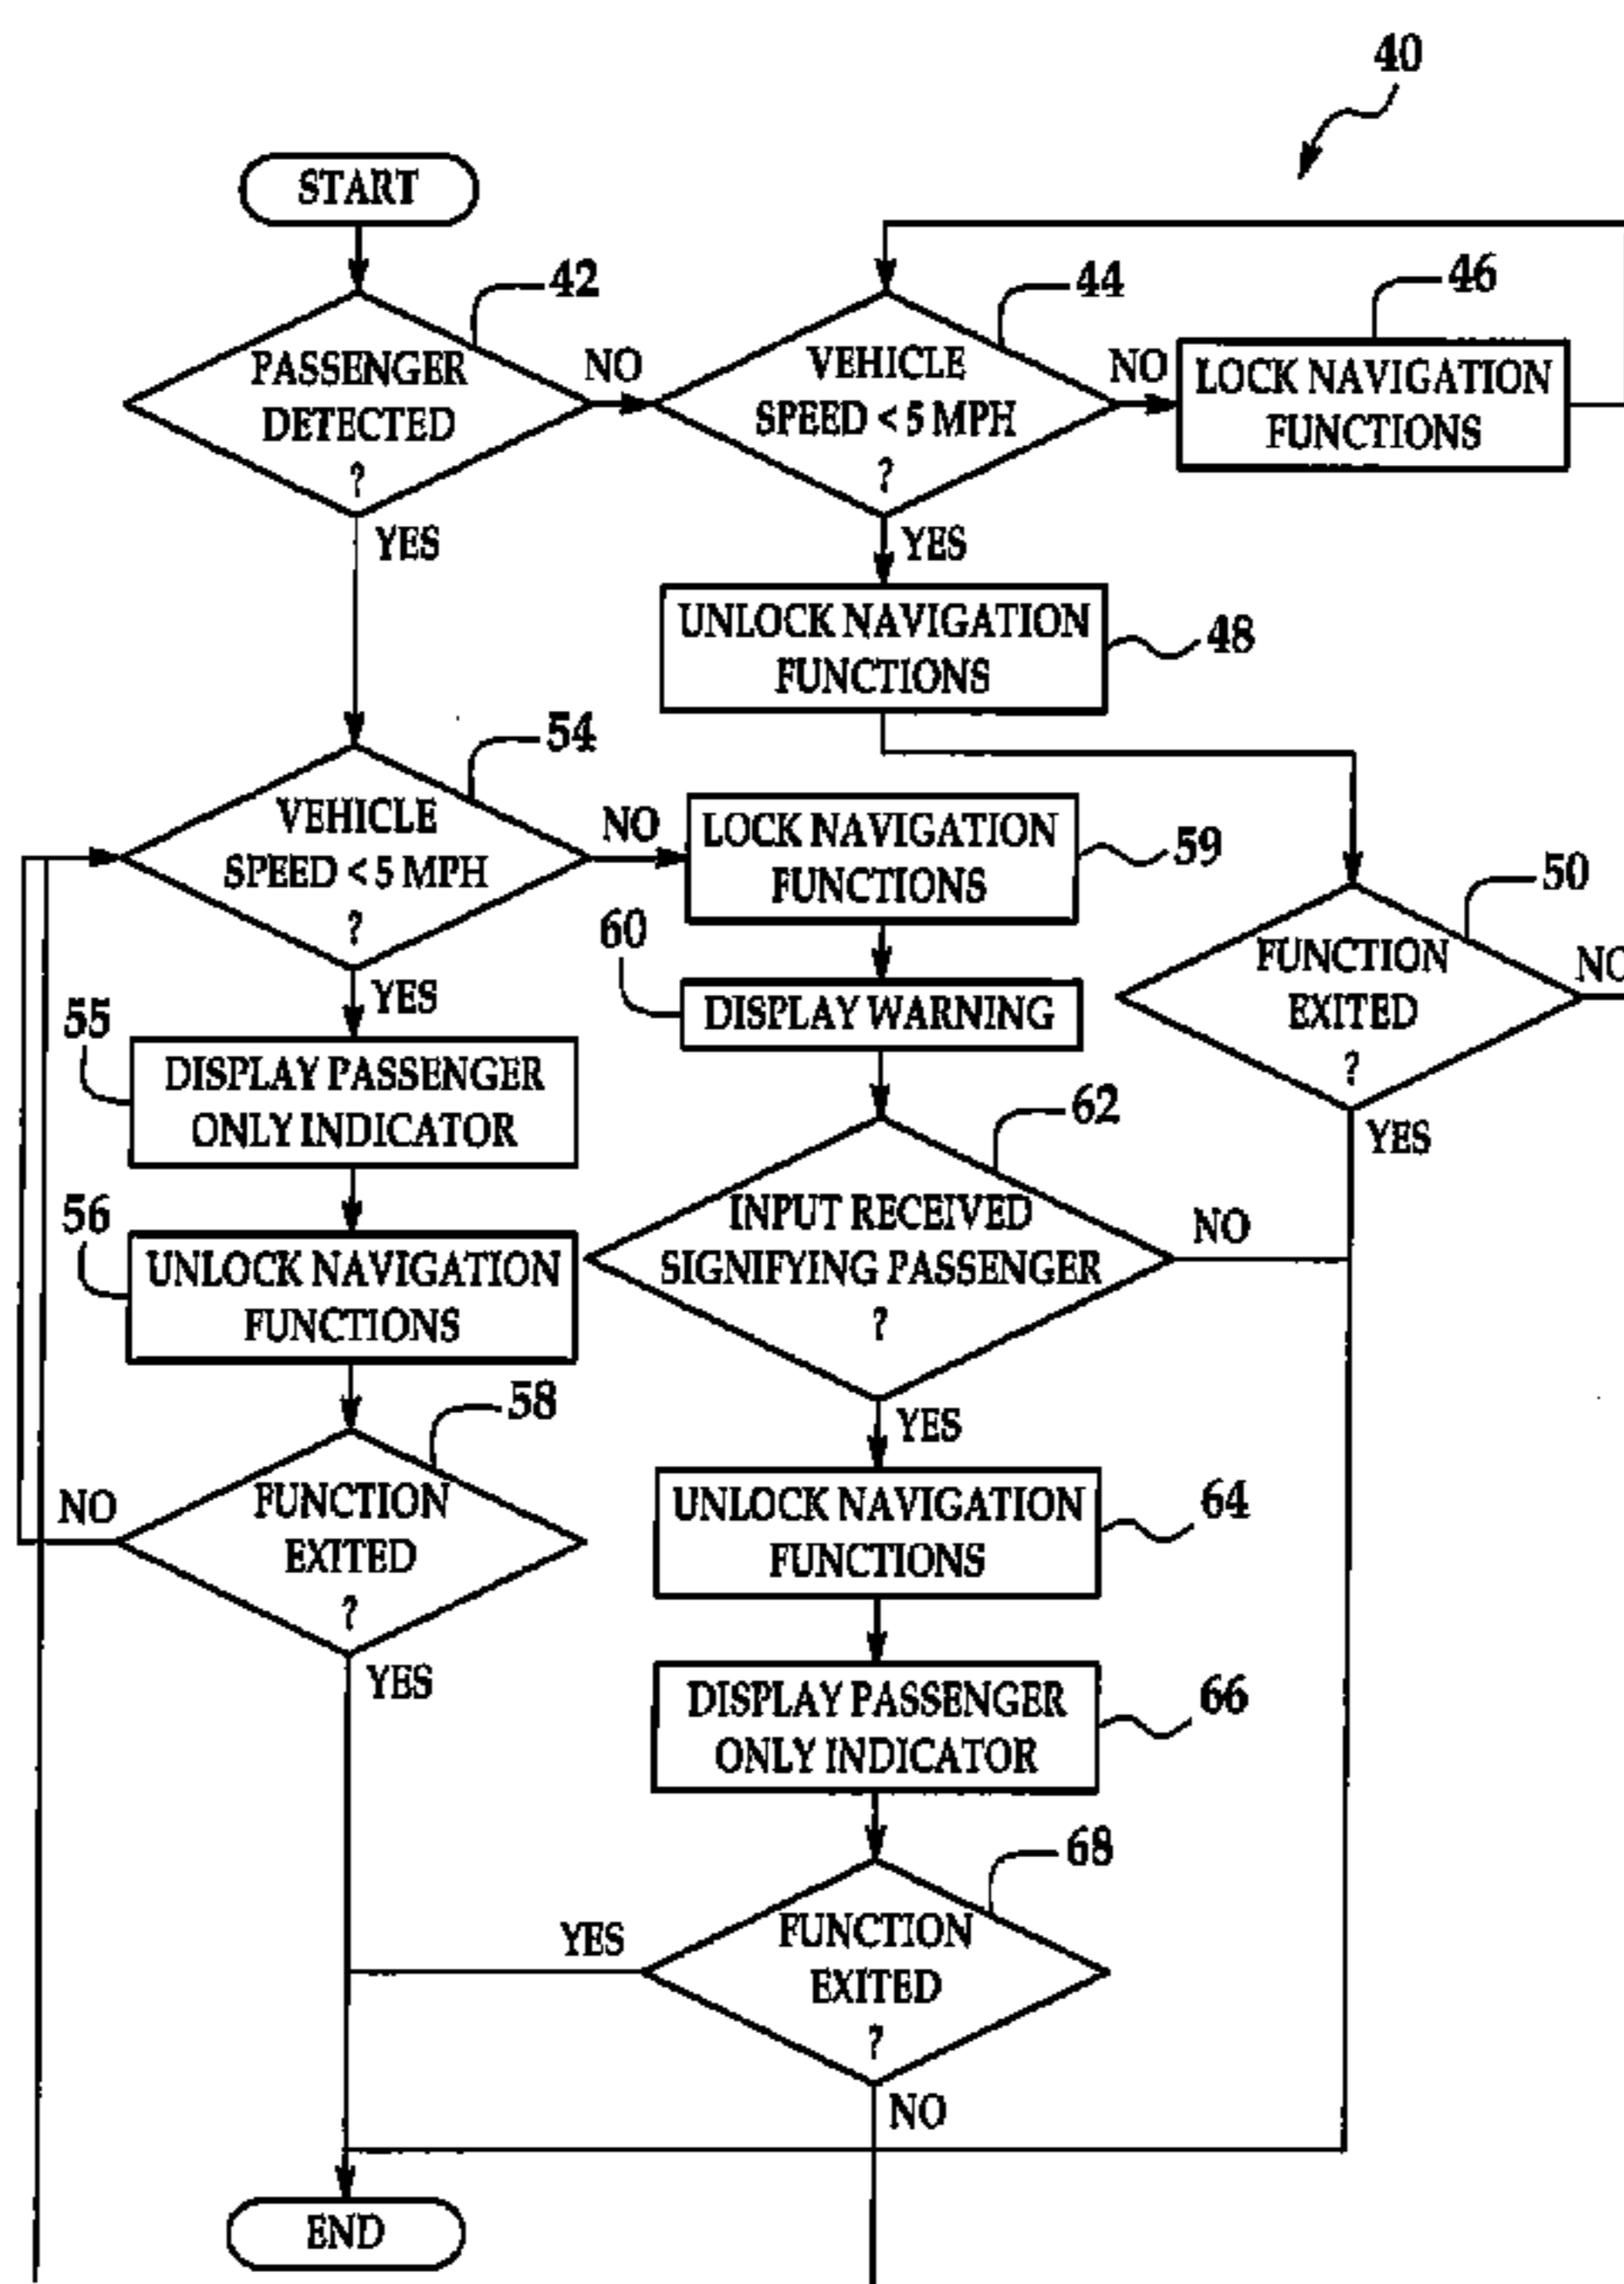 40
START
42
PASSENGER
DETECTED
?
NO
YES
44
VEHICLE
SPEED < 5 MPH
?
NO
YES
46
LOCK NAVIGATION
FUNCTIONS
UNLOCK NAVIGATION
FUNCTIONS
48
54
VEHICLE
SPEED < 5 MPH
?
NO
YES
LOCK NAVIGATION
FUNCTIONS
59
50
FUNCTION
EXITED
?
NO
YES
60
DISPLAY WARNING
55
DISPLAY PASSENGER
ONLY INDICATOR
62
INPUT RECEIVED
SIGNIFYING PASSENGER
?
NO
YES
56
UNLOCK NAVIGATION
FUNCTIONS
58
FUNCTION
EXITED
?
NO
YES
UNLOCK NAVIGATION
FUNCTIONS
64
DISPLAY PASSENGER
ONLY INDICATOR
66
68
FUNCTION
EXITED
?
YES
NO
END